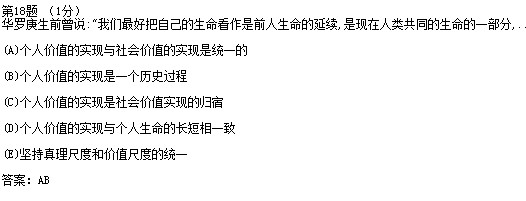 第18题 （1分）
华罗庚生前曾说:"我们最好把自己的生命看作是前人生命的延续,是现在人类共同的生命的一部分,..
(A)个人价值的实现与社会价值的实现是统一的
(B)个人价值的实现是一个历史过程
(C)个人价值的实现是社会价值实现的归宿
(D)个人价值的实现与个人生命的长短相一致
(E)坚持真理尺度和价值尺度的统一
答案：AB